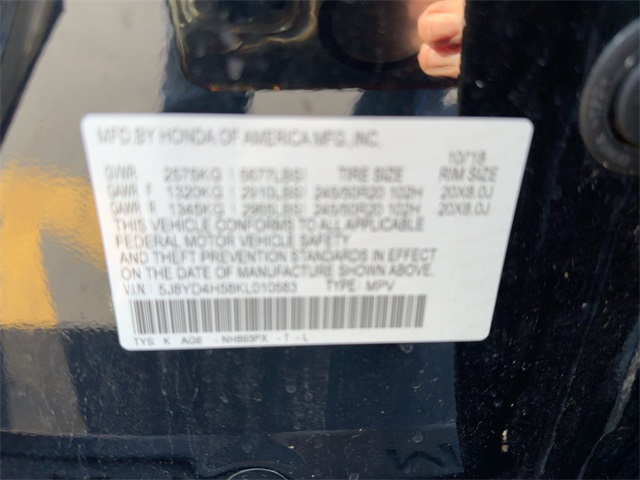 MFD. BY HONDA OF AMERICA MFG., INC.
10/18
GVWR 2575KG (5677LBS) TIRE SIZE RIM SIZE
GAWR F 1320KG (2910LBS) 245/50R20 102H 20X8.0J
GAWR R 1345KG (2965LBS) 245/50R20 102H 20X8.0J
THIS VEHICLE CONFORMS TO ALL APPLICABLE
FEDERAL MOTOR VEHICLE SAFETY
AND THEFT PREVENTION STANDARDS IN EFFECT
ON THE DATE OF MANUFACTURE SHOWN ABOVE.
V.I.N.: TYPE: MPV
TYS K -T -L